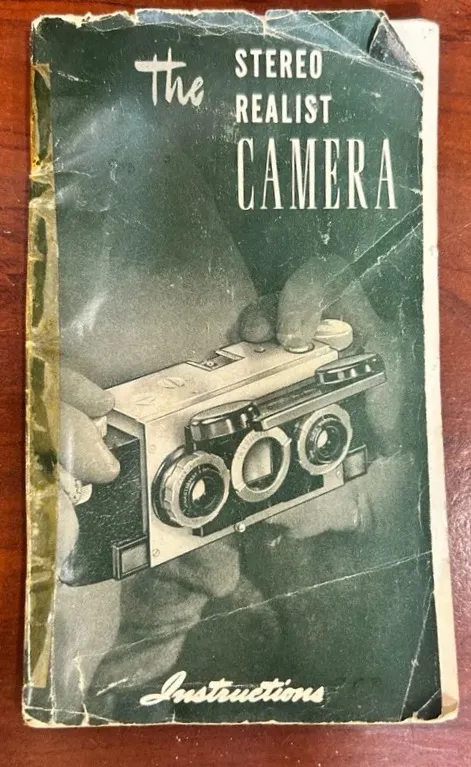 The STEREO
REALIST
CAMERA
Instructions